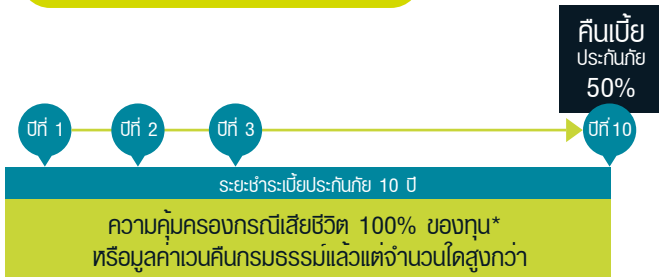 คืนเบี้ย
ประกันภัย
50%
ปีที่ 1
ปีที่ 2
ปีที่ 3
ปีที่ 10
ระยะชำระเบี้ยประกันภัย 10 ปี
ความคุ้มครองกรณีเสียชีวิต 100% ของทุน*
หรือมูลค่าเวนคืนกรมธรรม์แล้วแต่จำนวนใดสูงกว่า